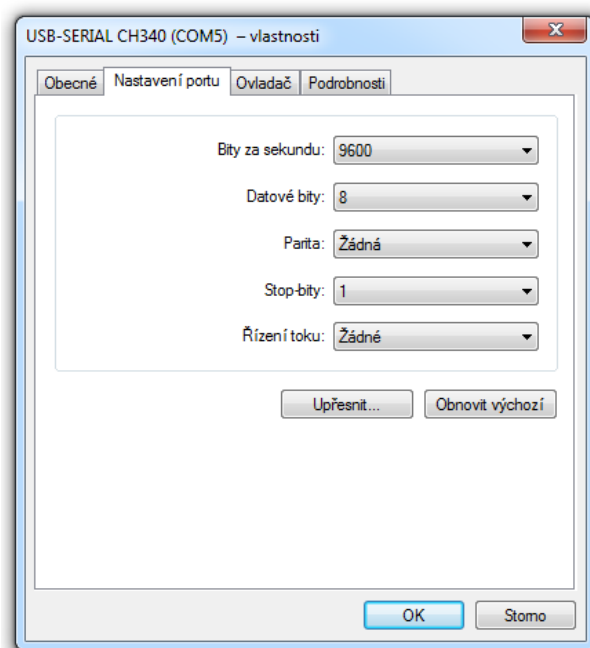 USB-SERIAL CH340 (COM5) – vlastnosti
Obecné Nastavení portu Ovladač Podrobnosti
Bity za sekundu: 9600
Datové bity: 8
Parita: Žádná
Stop-bity: 1
Řízení toku: Žádné
Upřesnit... Obnovit výchozí
OK Storno